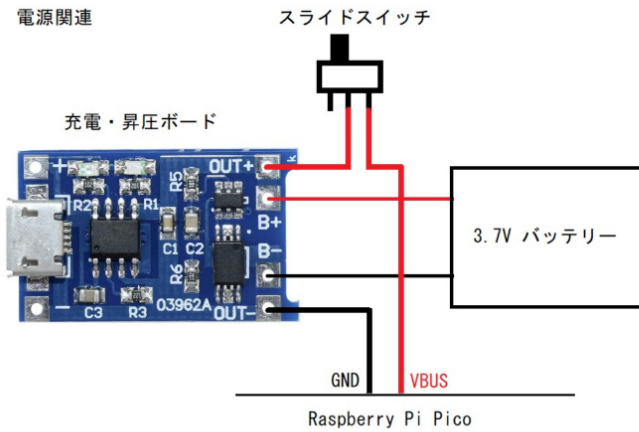 電源関連
スライドスイッチ
充電・昇圧ボード
+
OUT+
R5
R2
R1
B+
C1
C2
B-
R6
3.7V バッテリー
-
C3
R3
03962A
OUT-
GND
VBUS
Raspberry Pi Pico